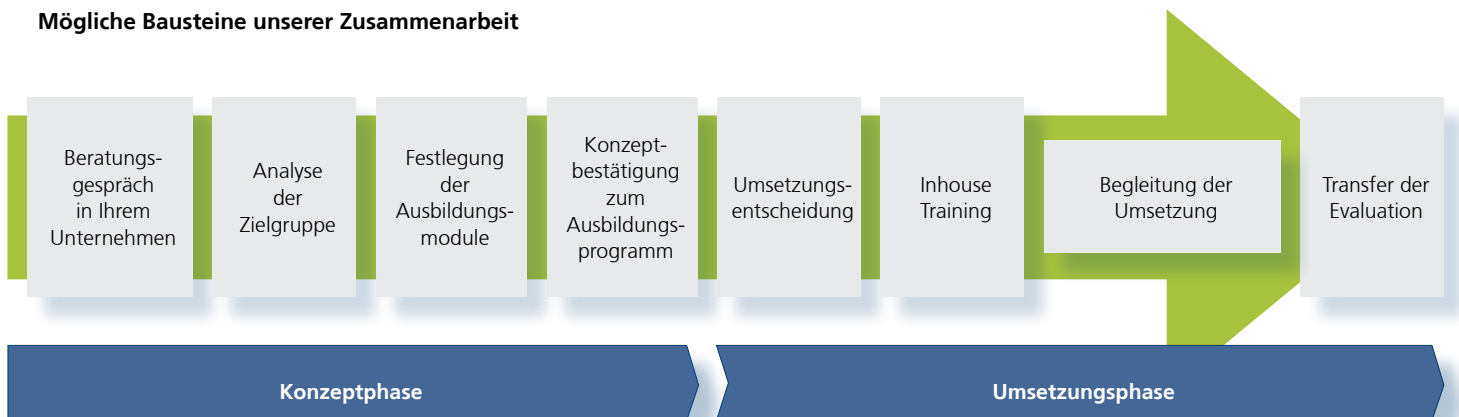 Mögliche Bausteine unserer Zusammenarbeit
Beratungs-
gespräch
in Ihrem
Unternehmen
Analyse
der
Zielgruppe
Festlegung
der
Ausbildungs-
module
Konzept-
bestätigung
zum
Ausbildungs-
programm
Umsetzungs-
entscheidung
Inhouse
Training
Begleitung der
Umsetzung
Transfer der
Evaluation
Konzeptphase
Umsetzungsphase